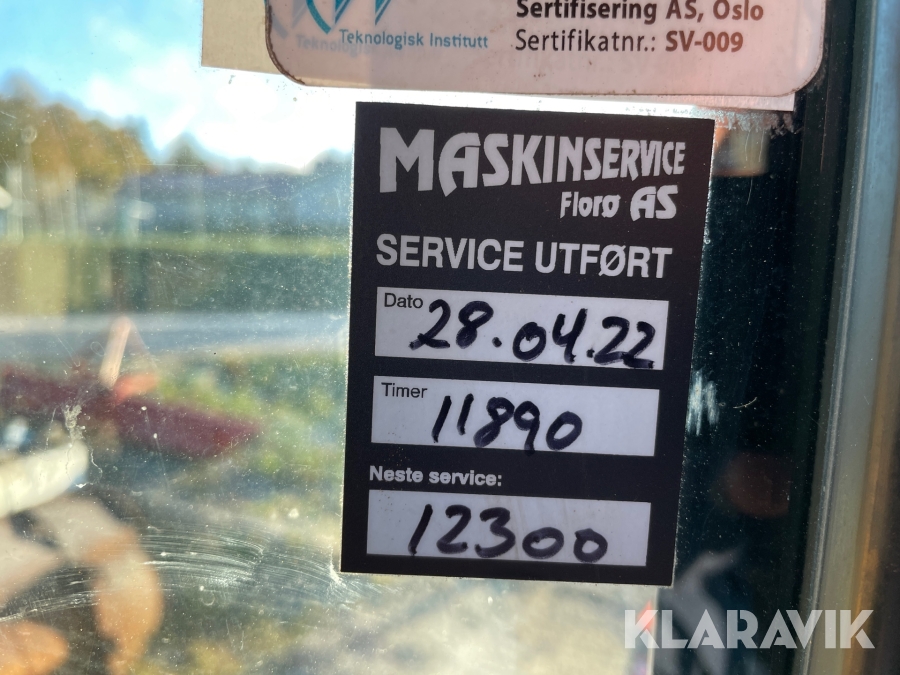 Sertifisering AS, Oslo
Teknologisk Institutt
Sertifikatnr.: SV-009
MASKINSERVICE
Florø AS
SERVICE UTFØRT
Dato 28.04.22
Timer 11890
Neste service:
12300
KLARAVIK